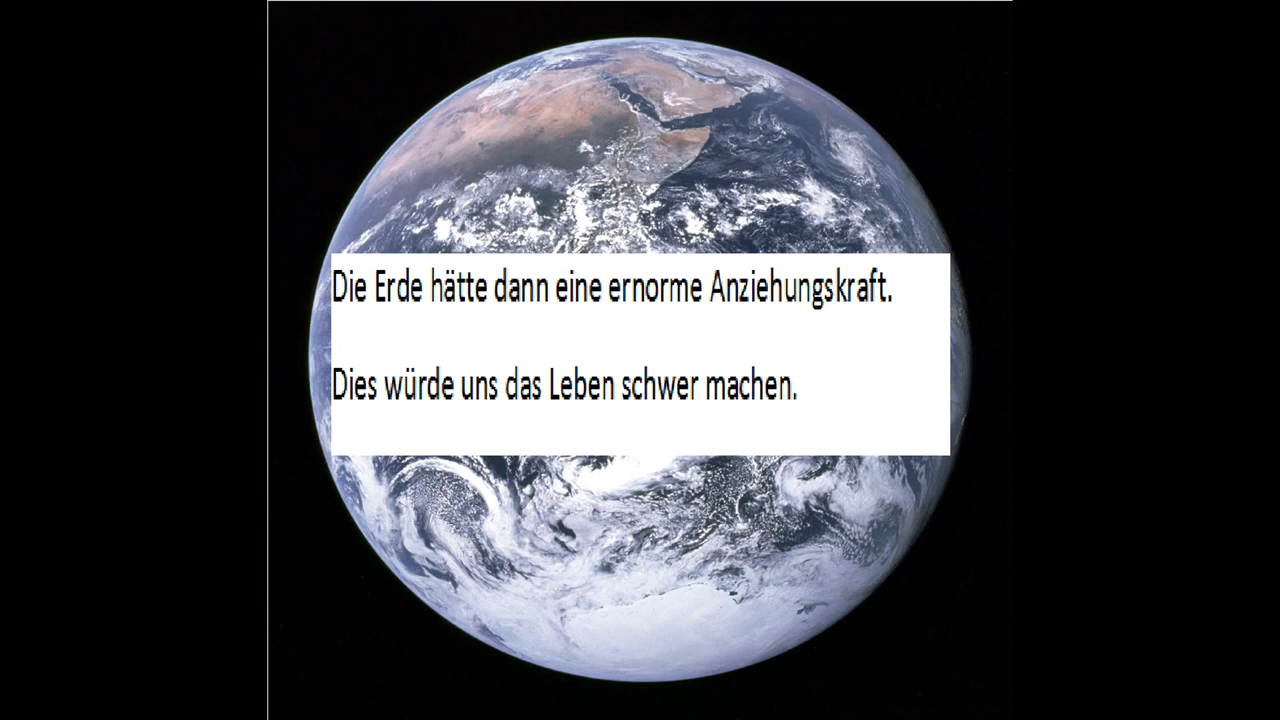 Die Erde hätte dann eine ernorme Anziehungskraft.
Dies würde uns das Leben schwer machen.